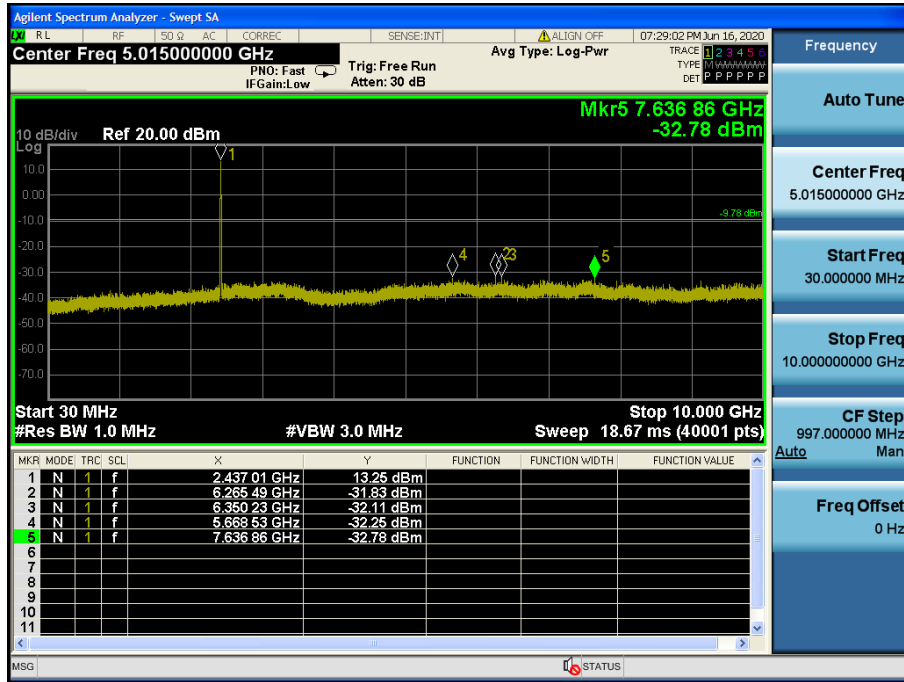 Agilent Spectrum Analyzer - Swept SA
LXI RL RF 50 Ω AC CORREC SENSE:INT ALIGN OFF 07:29:02 PM Jun 16, 2020
Center Freq 5.015000000 GHz
PNO: Fast
IFGain:Low
Trig: Free Run
Atten: 30 dB
Avg Type: Log-Pwr
TRACE 1 2 3 4 5 6
TYPE M W W W W W
DET P P P P P P
Mkr5 7.636 86 GHz
-32.78 dBm
10 dB/div Ref 20.00 dBm
Log
10.0
0.00
-10.0
-20.0
-30.0
-40.0
-50.0
-60.0
-70.0
1
-9.78 dBm
4
2
3
5
Start 30 MHz
Stop 10.000 GHz
#Res BW 1.0 MHz #VBW 3.0 MHz Sweep 18.67 ms (40001 pts)
MKR MODE TRC SCL X Y FUNCTION FUNCTION WIDTH FUNCTION VALUE
1 N 1 f 2.437 01 GHz 13.25 dBm
2 N 1 f 6.265 49 GHz -31.83 dBm
3 N 1 f 6.350 23 GHz -32.11 dBm
4 N 1 f 5.668 53 GHz -32.25 dBm
5 N 1 f 7.636 86 GHz -32.78 dBm
6
7
8
9
10
11
MSG STATUS
Frequency
Auto Tune
Center Freq
5.015000000 GHz
Start Freq
30.000000 MHz
Stop Freq
10.000000000 GHz
CF Step
997.000000 MHz
Auto Man
Freq Offset
0 Hz